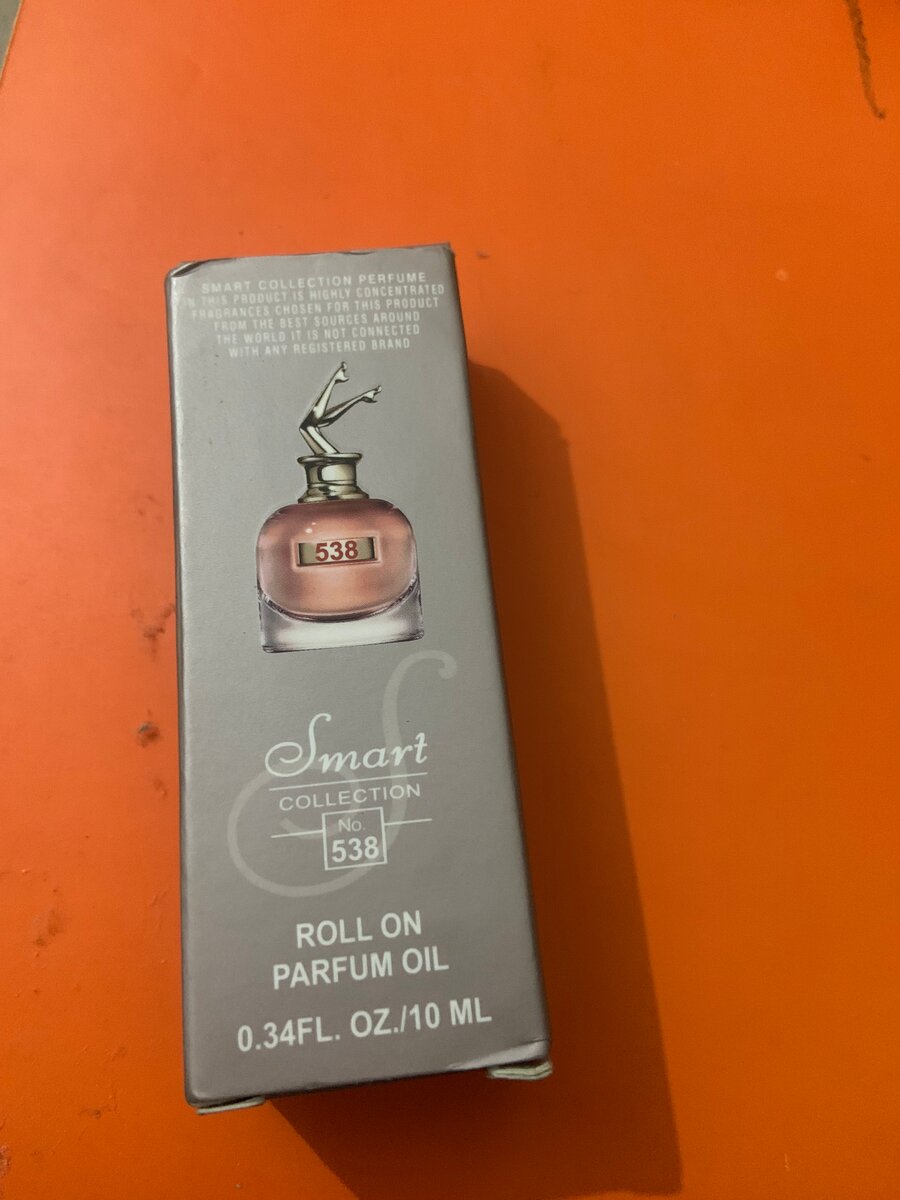 SMART COLLECTION PERFUME
IN THIS PRODUCT IS HIGHLY CONCENTRATED
FRAGRANCES CHOSEN FOR THIS PRODUCT
FROM THE BEST SOURCES AROUND
THE WORLD IT IS NOT CONNECTED
WITH ANY REGISTERED BRAND
538
Smart
COLLECTION
No.
538
ROLL ON
PARFUM OIL
0.34FL. OZ./10 ML